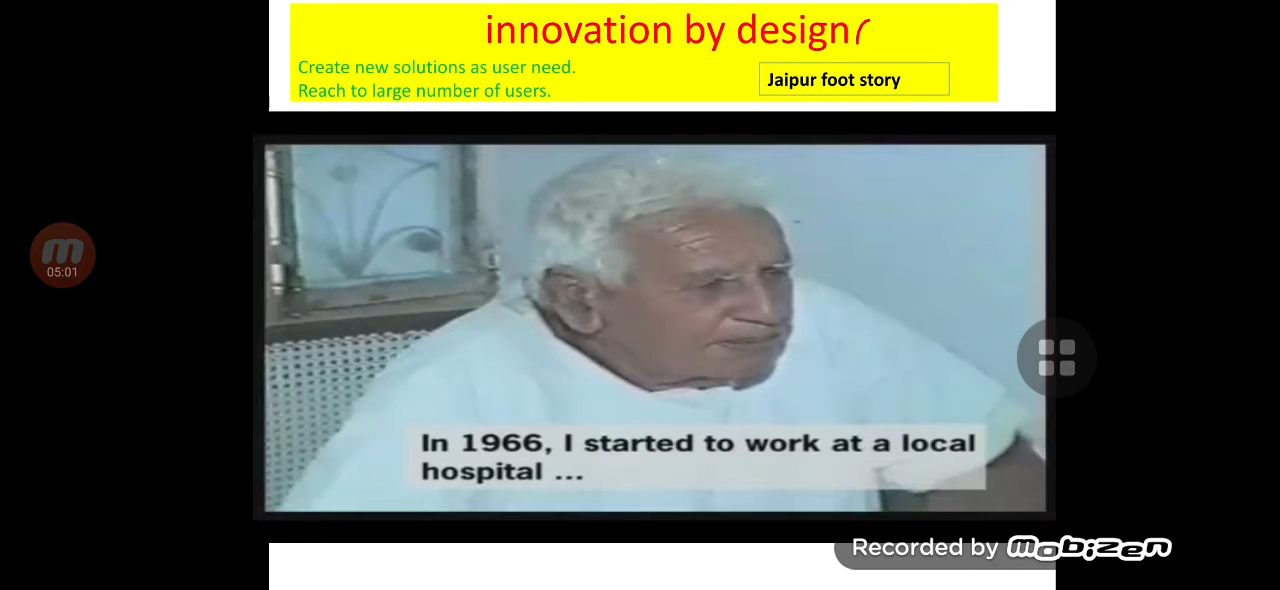 innovation by design
Create new solutions as user need.
Reach to large number of users.
Jaipur foot story
05:01
In 1966, I started to work at a local
hospital ...
Recorded by mobizen